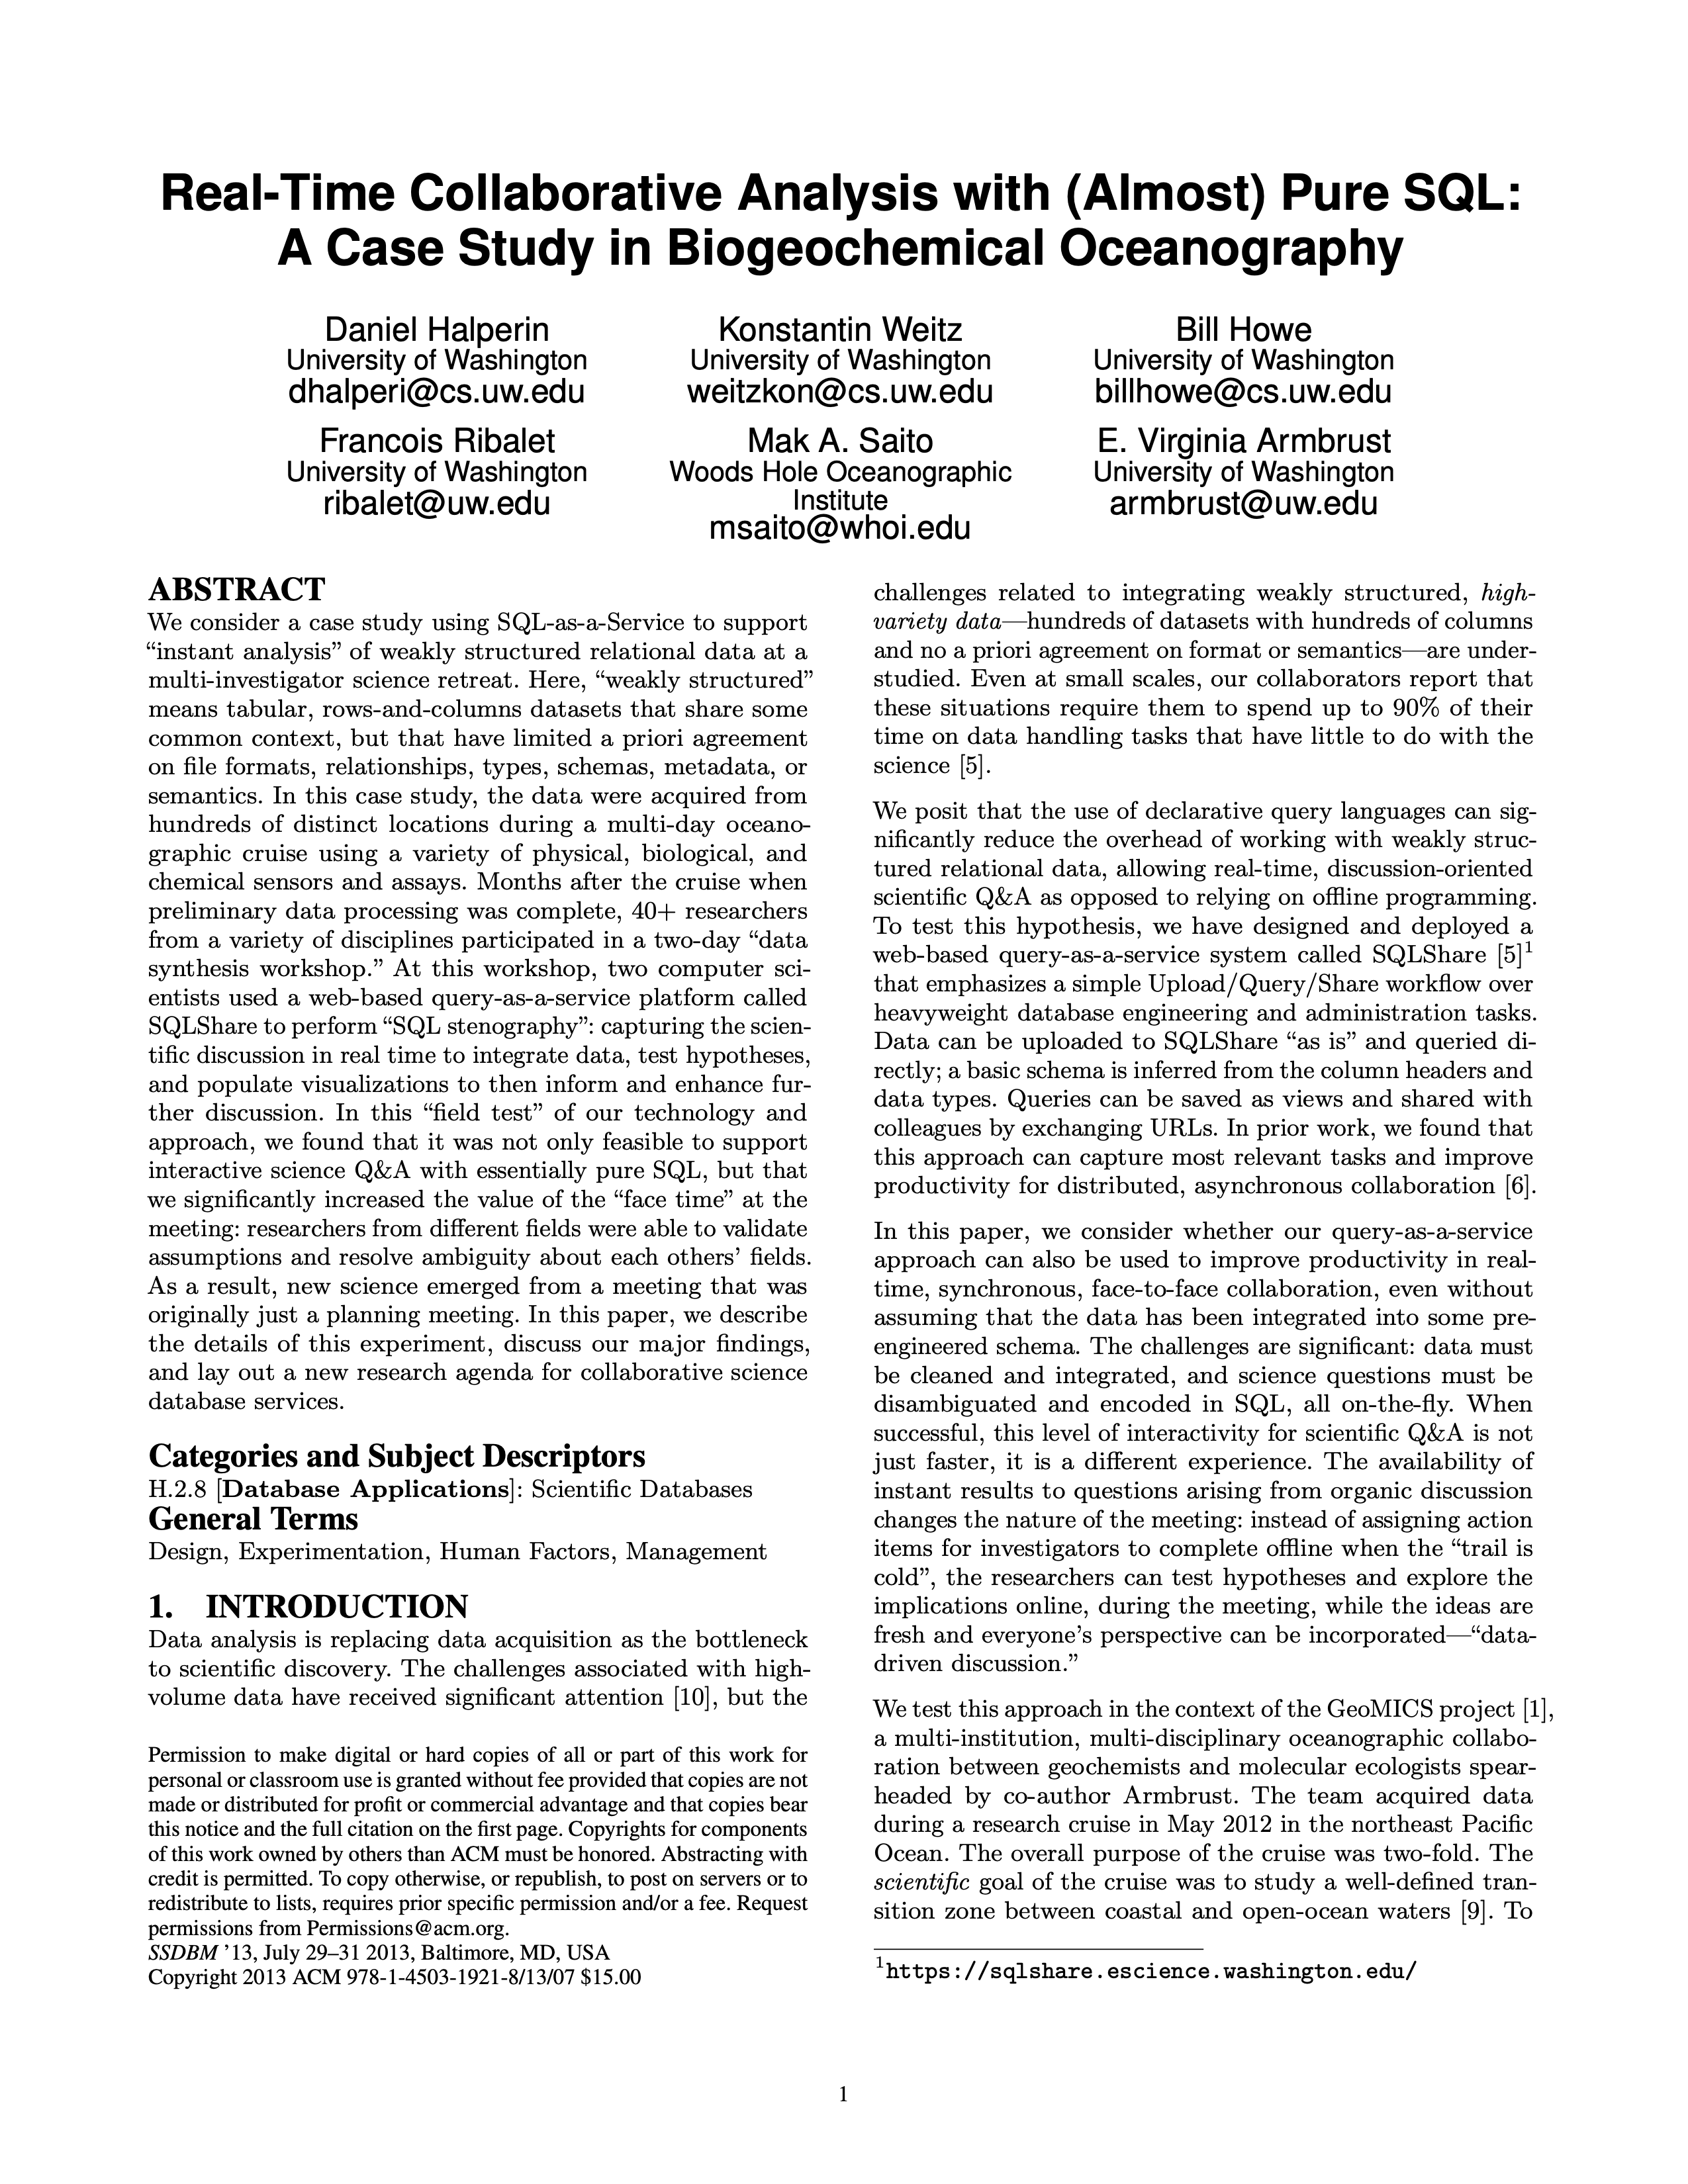 Real-Time Collaborative Analysis with (Almost) Pure SQL:
A Case Study in Biogeochemical Oceanography
Daniel Halperin
University of Washington
dhalperi@cs.uw.edu
Konstantin Weitz
University of Washington
weitzkon@cs.uw.edu
Bill Howe
University of Washington
billhowe@cs.uw.edu
Francois Ribalet
University of Washington
ribalet@uw.edu
Mak A. Saito
Woods Hole Oceanographic
Institute
msaito@whoi.edu
E. Virginia Armbrust
University of Washington
armbrust@uw.edu
ABSTRACT
We consider a case study using SQL-as-a-Service to support
“instant analysis” of weakly structured relational data at a
multi-investigator science retreat. Here, “weakly structured”
means tabular, rows-and-columns datasets that share some
common context, but that have limited a priori agreement
on file formats, relationships, types, schemas, metadata, or
semantics. In this case study, the data were acquired from
hundreds of distinct locations during a multi-day oceano-
graphic cruise using a variety of physical, biological, and
chemical sensors and assays. Months after the cruise when
preliminary data processing was complete, 40+ researchers
from a variety of disciplines participated in a two-day “data
synthesis workshop.” At this workshop, two computer sci-
entists used a web-based query-as-a-service platform called
SQLShare to perform “SQL stenography”: capturing the scien-
tific discussion in real time to integrate data, test hypotheses,
and populate visualizations to then inform and enhance fur-
ther discussion. In this “field test” of our technology and
approach, we found that it was not only feasible to support
interactive science Q&A with essentially pure SQL, but that
we significantly increased the value of the “face time” at the
meeting: researchers from different fields were able to validate
assumptions and resolve ambiguity about each others’ fields.
As a result, new science emerged from a meeting that was
originally just a planning meeting. In this paper, we describe
the details of this experiment, discuss our major findings,
and lay out a new research agenda for collaborative science
database services.
Categories and Subject Descriptors
H.2.8 [Database Applications]: Scientific Databases
General Terms
Design, Experimentation, Human Factors, Management
1. INTRODUCTION
Data analysis is replacing data acquisition as the bottleneck
to scientific discovery. The challenges associated with high-
volume data have received significant attention [10], but the
Permission to make digital or hard copies of all or part of this work for
personal or classroom use is granted without fee provided that copies are not
made or distributed for profit or commercial advantage and that copies bear
this notice and the full citation on the first page. Copyrights for components
of this work owned by others than ACM must be honored. Abstracting with
credit is permitted. To copy otherwise, or republish, to post on servers or to
redistribute to lists, requires prior specific permission and/or a fee. Request
permissions from Permissions@acm.org.
SSDBM ’13, July 29–31 2013, Baltimore, MD, USA
Copyright 2013 ACM 978-1-4503-1921-8/13/07 $15.00
challenges related to integrating weakly structured, high-
variety data—hundreds of datasets with hundreds of columns
and no a priori agreement on format or semantics—are under-
studied. Even at small scales, our collaborators report that
these situations require them to spend up to 90% of their
time on data handling tasks that have little to do with the
science [5].
We posit that the use of declarative query languages can sig-
nificantly reduce the overhead of working with weakly struc-
tured relational data, allowing real-time, discussion-oriented
scientific Q&A as opposed to relying on offline programming.
To test this hypothesis, we have designed and deployed a
web-based query-as-a-service system called SQLShare [5]1
that emphasizes a simple Upload/Query/Share workflow over
heavyweight database engineering and administration tasks.
Data can be uploaded to SQLShare “as is” and queried di-
rectly; a basic schema is inferred from the column headers and
data types. Queries can be saved as views and shared with
colleagues by exchanging URLs. In prior work, we found that
this approach can capture most relevant tasks and improve
productivity for distributed, asynchronous collaboration [6].
In this paper, we consider whether our query-as-a-service
approach can also be used to improve productivity in real-
time, synchronous, face-to-face collaboration, even without
assuming that the data has been integrated into some pre-
engineered schema. The challenges are significant: data must
be cleaned and integrated, and science questions must be
disambiguated and encoded in SQL, all on-the-fly. When
successful, this level of interactivity for scientific Q&A is not
just faster, it is a different experience. The availability of
instant results to questions arising from organic discussion
changes the nature of the meeting: instead of assigning action
items for investigators to complete offline when the “trail is
cold”, the researchers can test hypotheses and explore the
implications online, during the meeting, while the ideas are
fresh and everyone’s perspective can be incorporated—“data-
driven discussion.”
We test this approach in the context of the GeoMICS project [1],
a multi-institution, multi-disciplinary oceanographic collabo-
ration between geochemists and molecular ecologists spear-
headed by co-author Armbrust. The team acquired data
during a research cruise in May 2012 in the northeast Pacific
Ocean. The overall purpose of the cruise was two-fold. The
scientific goal of the cruise was to study a well-defined tran-
sition zone between coastal and open-ocean waters [9]. To
1https://sqlshare.escience.washington.edu/
1